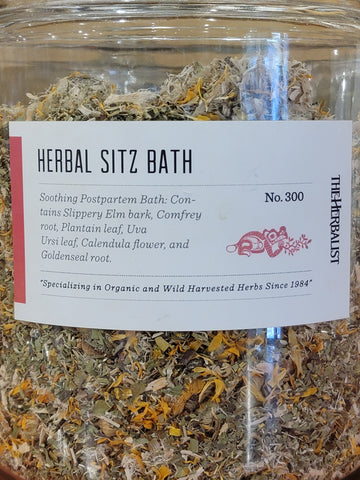 HERBAL SITZ BATH
Soothing Postpartem Bath: Con-
tains Slippery Elm bark, Comfrey
root, Plantain leaf, Uva
Ursi leaf, Calendula flower, and
Goldenseal root.
No. 300
THE HERBALIST
"Specializing in Organic and Wild Harvested Herbs Since 1984"